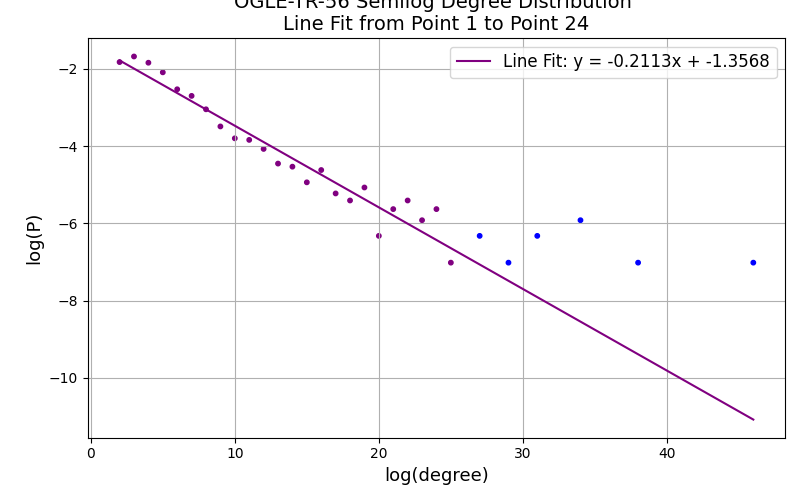 OGLE-TR-56 Semilog Degree Distribution
Line Fit from Point 1 to Point 24
Line Fit: y = -0.2113x + -1.3568
−2
−4
−6
−8
−10
log(P)
0 10 20 30 40
log(degree)